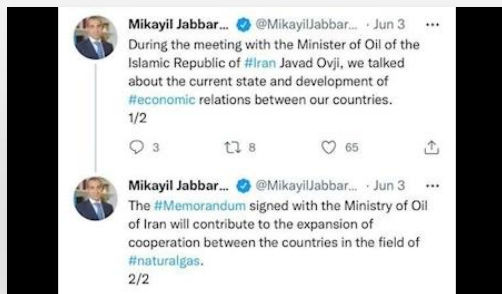 Mikayil Jabbar... @MikayilJabbar... · Jun 3 ...
During the meeting with the Minister of Oil of the
Islamic Republic of #Iran Javad Ovji, we talked
about the current state and development of
#economic relations between our countries.
1/2
3 8 65
Mikayil Jabbar... @MikayilJabbar... · Jun 3 ...
The #Memorandum signed with the Ministry of Oil
of Iran will contribute to the expansion of
cooperation between the countries in the field of
#naturalgas.
2/2